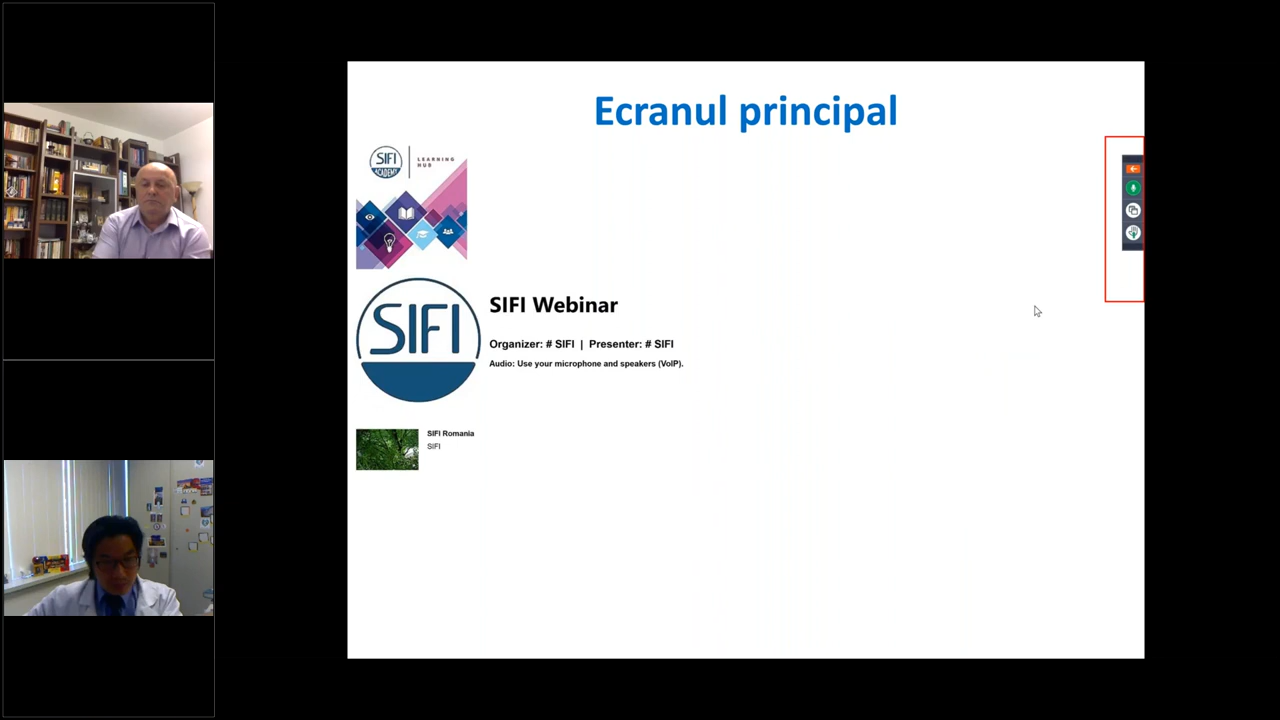 Ecranul principal
SIFI
ACADEMY
LEARNING
HUB
SIFI
SIFI Webinar
Organizer: # SIFI | Presenter: # SIFI
Audio: Use your microphone and speakers (VoIP).
SIFI Romania
SIFI